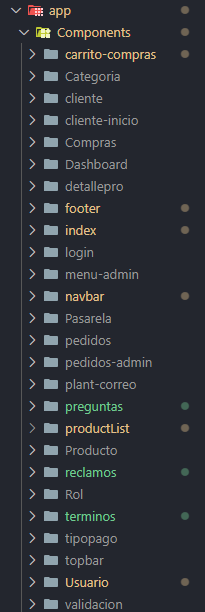 app
Components
carrito-compras
Categoria
cliente
cliente-inicio
Compras
Dashboard
detallepro
footer
index
login
menu-admin
navbar
Pasarela
pedidos
pedidos-admin
plant-correo
preguntas
productList
Producto
reclamos
Rol
terminos
tipopago
topbar
Usuario
validacion